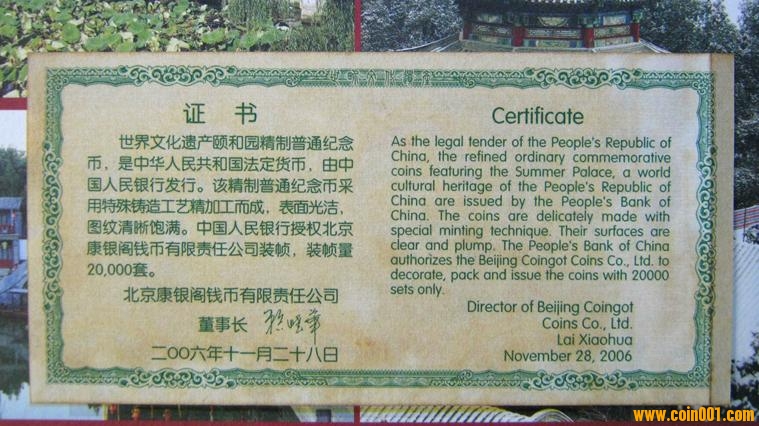 证 书
世界文化遗产颐和园精制普通纪念
币，是中华人民共和国法定货币，由中
国人民银行发行。该精制普通纪念币采
用特殊铸造工艺精加工而成，表面光洁，
图纹清晰饱满。中国人民银行授权北京
康银阁钱币有限责任公司装帧，装帧量
20,000套。
北京康银阁钱币有限责任公司
董事长
二〇〇六年十一月二十八日
Certificate
As the legal tender of the People's Republic of
China, the refined ordinary commemorative
coins featuring the Summer Palace, a world
cultural heritage of the People's Republic of
China are issued by the People's Bank of
China. The coins are delicately made with
special minting technique. Their surfaces are
clear and plump. The People's Bank of China
authorizes the Beijing Coingot Coins Co., Ltd. to
decorate, pack and issue the coins with 20000
sets only.
Director of Beijing Coingot
Coins Co., Ltd.
Lai Xiaohua
November 28, 2006
www.coin001.com